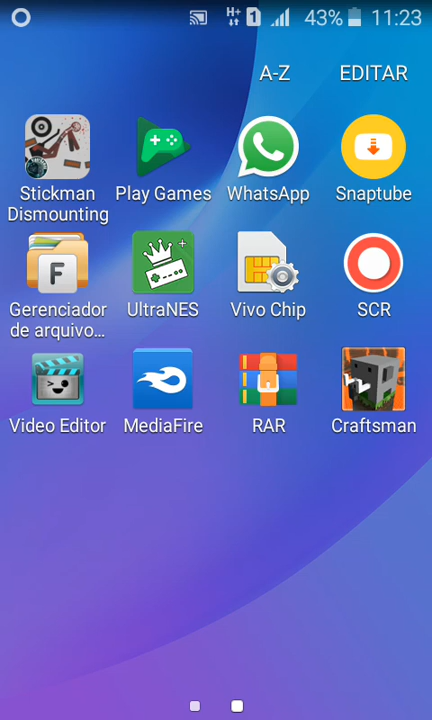 H+ 1 43% 11:23
A-Z EDITAR
Stickman Dismounting
Play Games
WhatsApp
Snaptube
Gerenciador de arquivo...
F
UltraNES
Vivo Chip
SCR
Video Editor
MediaFire
RAR
Craftsman